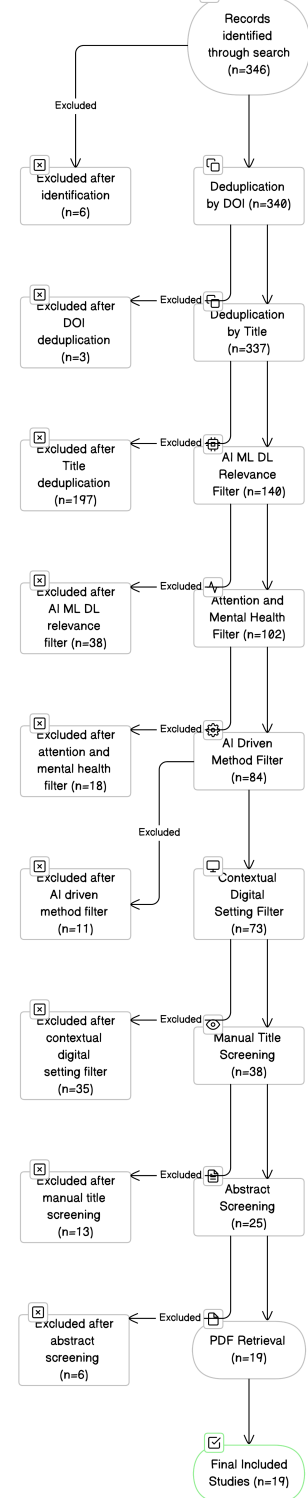 Records
identified
through search
(n=346)
Excluded
Excluded after
identification
(n=6)
Deduplication
by DOI (n=340)
Excluded
Excluded after
DOI
deduplication
(n=3)
Deduplication
by Title
(n=337)
Excluded
Excluded after
Title
deduplication
(n=197)
AI ML DL
Relevance
Filter (n=140)
Excluded
Excluded after
AI ML DL
relevance
filter (n=38)
Attention and
Mental Health
Filter (n=102)
Excluded
Excluded after
attention and
mental health
filter (n=18)
AI Driven
Method Filter
(n=84)
Excluded
Excluded after
AI driven
method filter
(n=11)
Contextual
Digital
Setting Filter
(n=73)
Excluded
Excluded after
contextual
digital
setting filter
(n=35)
Manual Title
Screening
(n=38)
Excluded
Excluded after
manual title
screening
(n=13)
Abstract
Screening
(n=25)
Excluded
Excluded after
abstract
screening
(n=6)
PDF Retrieval
(n=19)
Final Included
Studies (n=19)